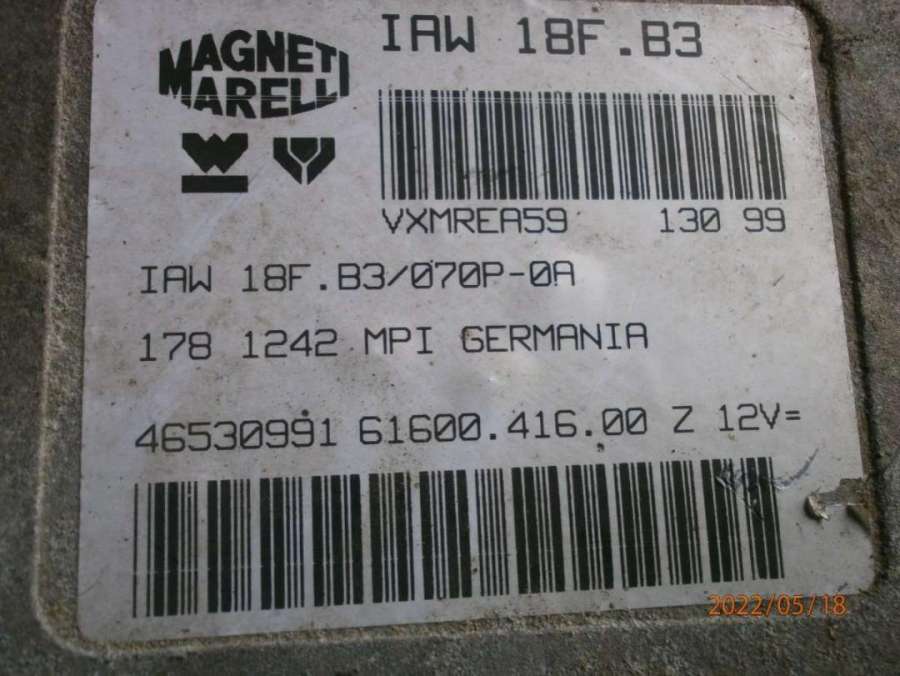 IAW 18F.B3
MAGNETI
MARELLI
VXMREA59 130 99
IAW 18F.B3/070P-0A
178 1242 MPI GERMANIA
46530991 61600.416.00 Z 12V=
2022/05/18